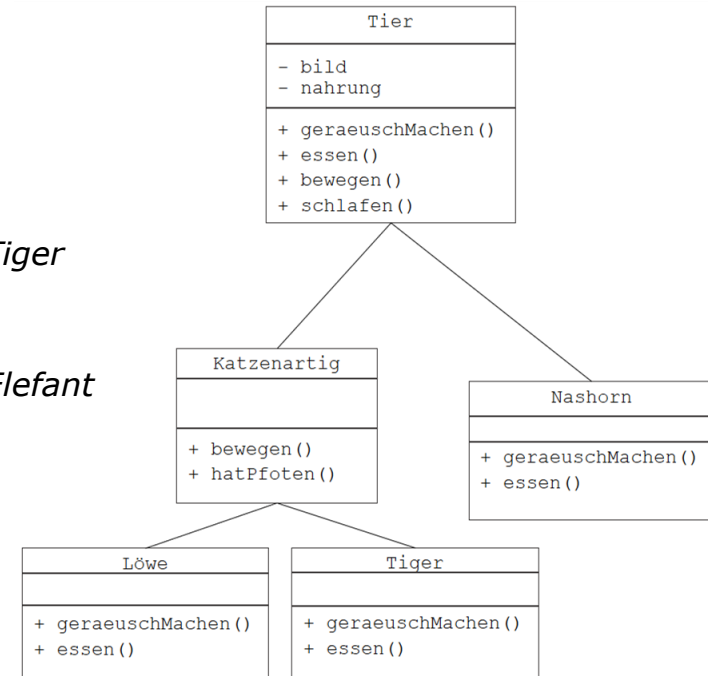 Tier
- bild
- nahrung
+ geraeuschMachen()
+ essen()
+ bewegen()
+ schlafen()
Tiger
Elefant
Katzenartig
+ bewegen()
+ hatPfoten()
Nashorn
+ geraeuschMachen()
+ essen()
Löwe
+ geraeuschMachen()
+ essen()
Tiger
+ geraeuschMachen()
+ essen()